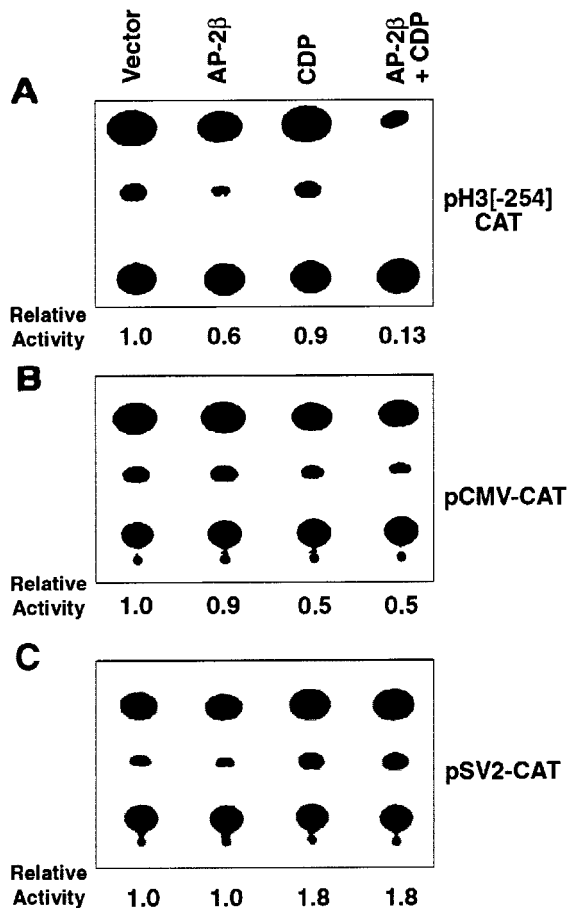 Vector
AP-2β
CDP
AP-2β
+ CDP
A
pH3[-254]
CAT
Relative
Activity
1.0 0.6 0.9 0.13
B
pCMV-CAT
Relative
Activity
1.0 0.9 0.5 0.5
C
pSV2-CAT
Relative
Activity
1.0 1.0 1.8 1.8